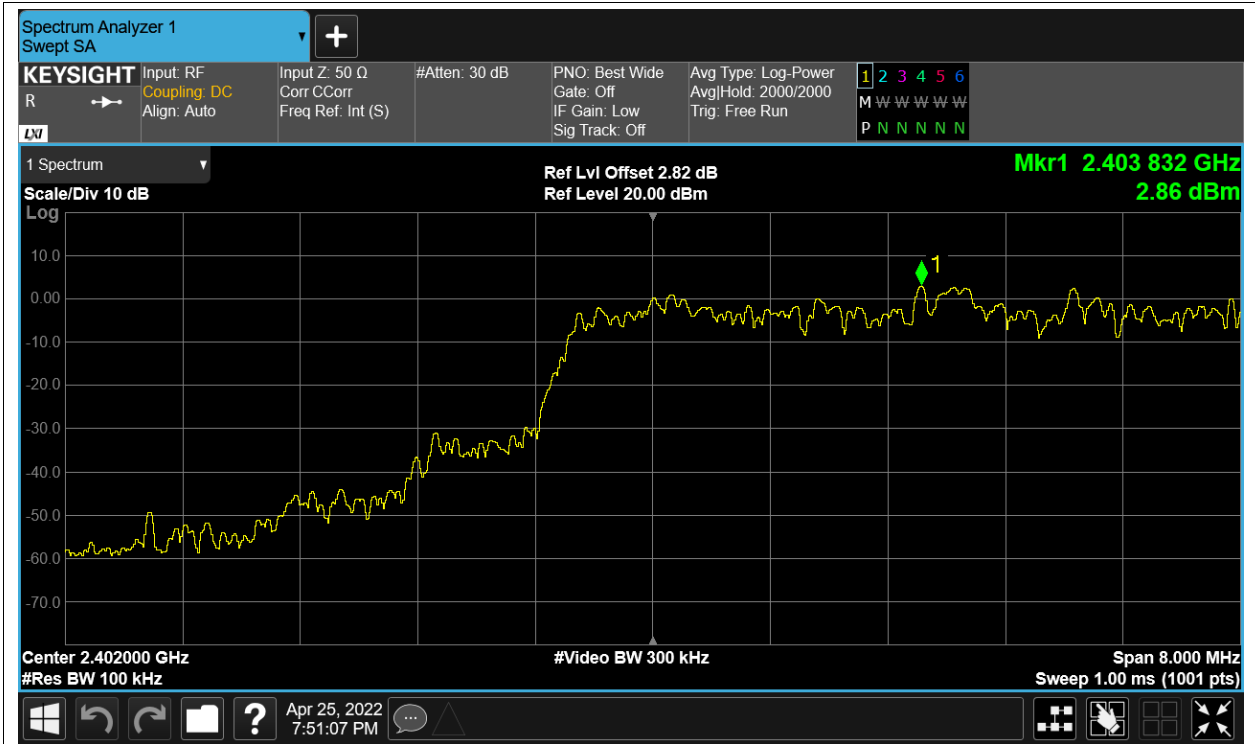 Spectrum Analyzer 1
Swept SA
+
KEYSIGHT
R
LXI
Input: RF
Coupling: DC
Align: Auto
Input Z: 50 Ω
Corr CCorr
Freq Ref: Int (S)
#Atten: 30 dB
PNO: Best Wide
Gate: Off
IF Gain: Low
Sig Track: Off
Avg Type: Log-Power
Avg|Hold: 2000/2000
Trig: Free Run
1 2 3 4 5 6
M W W W W W
P N N N N N
1 Spectrum
Scale/Div 10 dB
Log
Ref Lvl Offset 2.82 dB
Ref Level 20.00 dBm
Mkr1 2.403 832 GHz
2.86 dBm
1
10.0
0.00
-10.0
-20.0
-30.0
-40.0
-50.0
-60.0
-70.0
Center 2.402000 GHz
#Res BW 100 kHz
#Video BW 300 kHz
Span 8.000 MHz
Sweep 1.00 ms (1001 pts)
?
Apr 25, 2022
7:51:07 PM